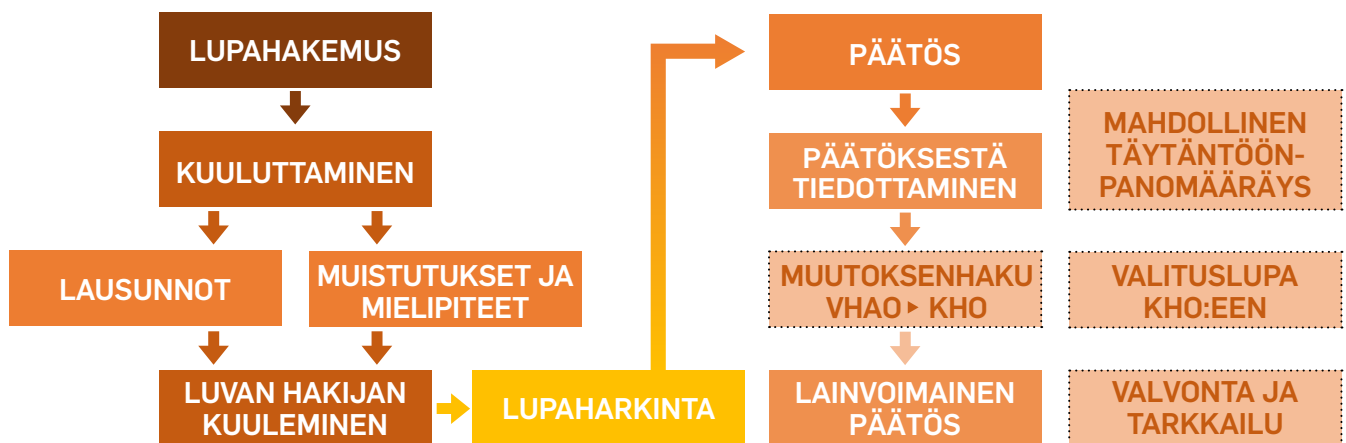 LUPAHAKEMUS
KUULUTTAMINEN
LAUSUNNOT
MUISTUTUKSET JA
MIELIPITEET
LUVAN HAKIJAN
KUULEMINEN
LUPAHARKINTA
PÄÄTÖS
PÄÄTÖKSESTÄ
TIEDOTTAMINEN
MUUTOKSENHAKU
VHAO ▸ KHO
LAINVOIMAINEN
PÄÄTÖS
MAHDOLLINEN
TÄYTÄNTÖÖN-
PANOMÄÄRÄYS
VALITUSLUPA
KHO:EEN
VALVONTA JA
TARKKAILU